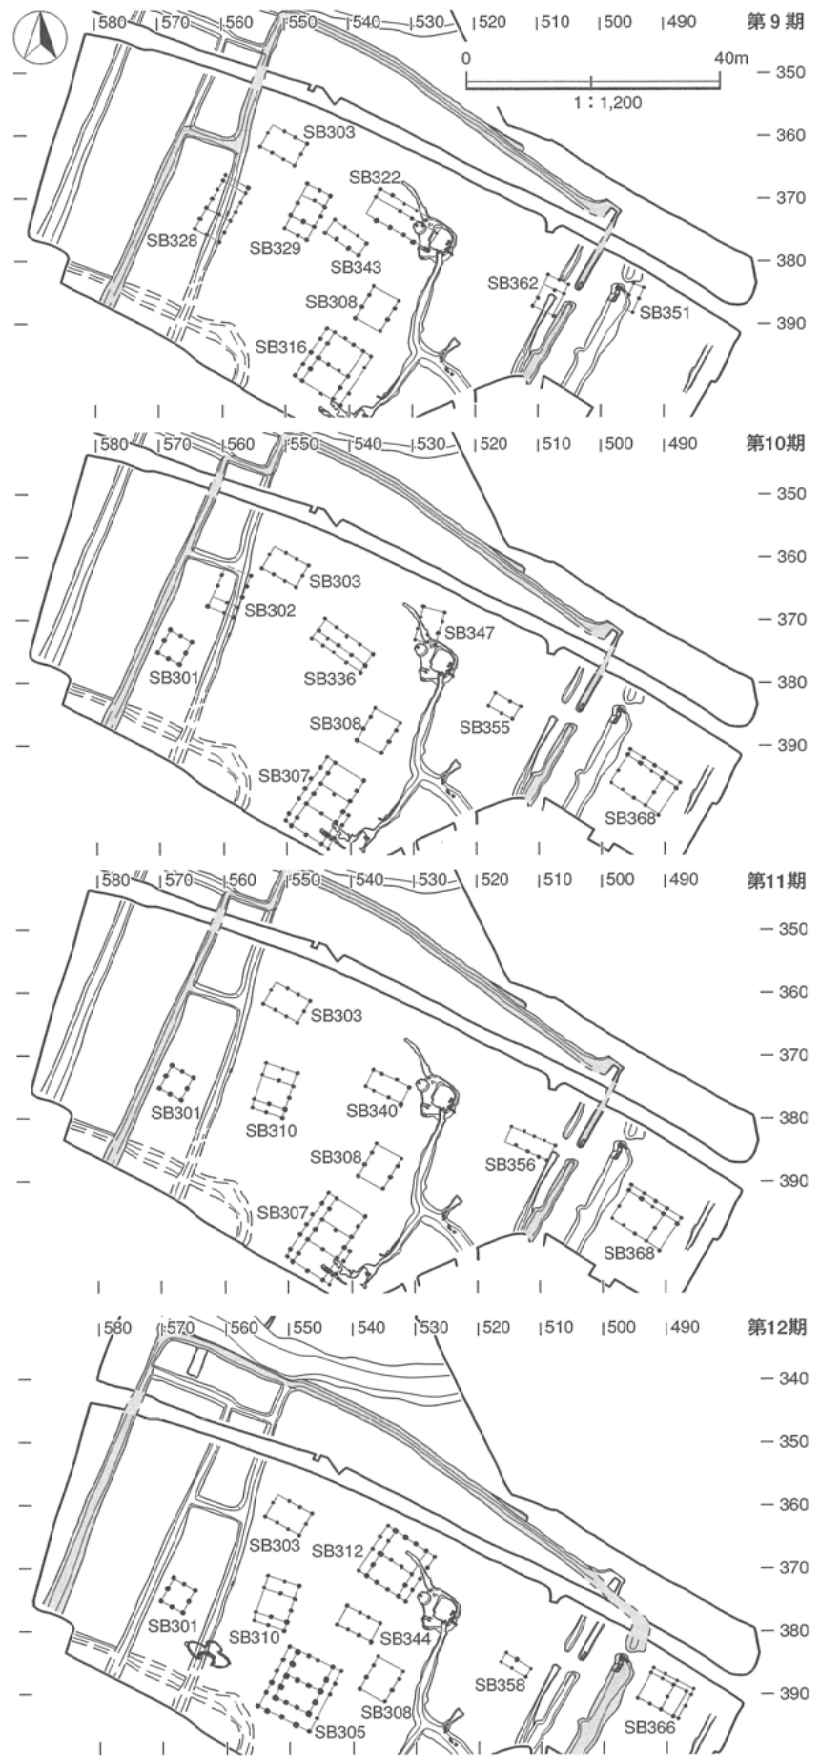 580 570 560 550 540 530 520 510 500 490 第9期
0 40m
1：1,200
350
360
370
380
390
SB303
SB322
SB328
SB329
SB343
SB362
SB308
SB351
SB316
580 570 560 550 540 530 520 510 500 490 第10期
350
360
370
380
390
SB303
SB302
SB347
SB301
SB336
SB308
SB355
SB307
SB368
580 570 560 550 540 530 520 510 500 490 第11期
350
360
370
380
390
SB303
SB301
SB340
SB310
SB308
SB356
SB307
SB368
580 570 560 550 540 530 520 510 500 490 第12期
340
350
360
370
380
390
SB303
SB312
SB301
SB310
SB344
SB358
SB308
SB305
SB366